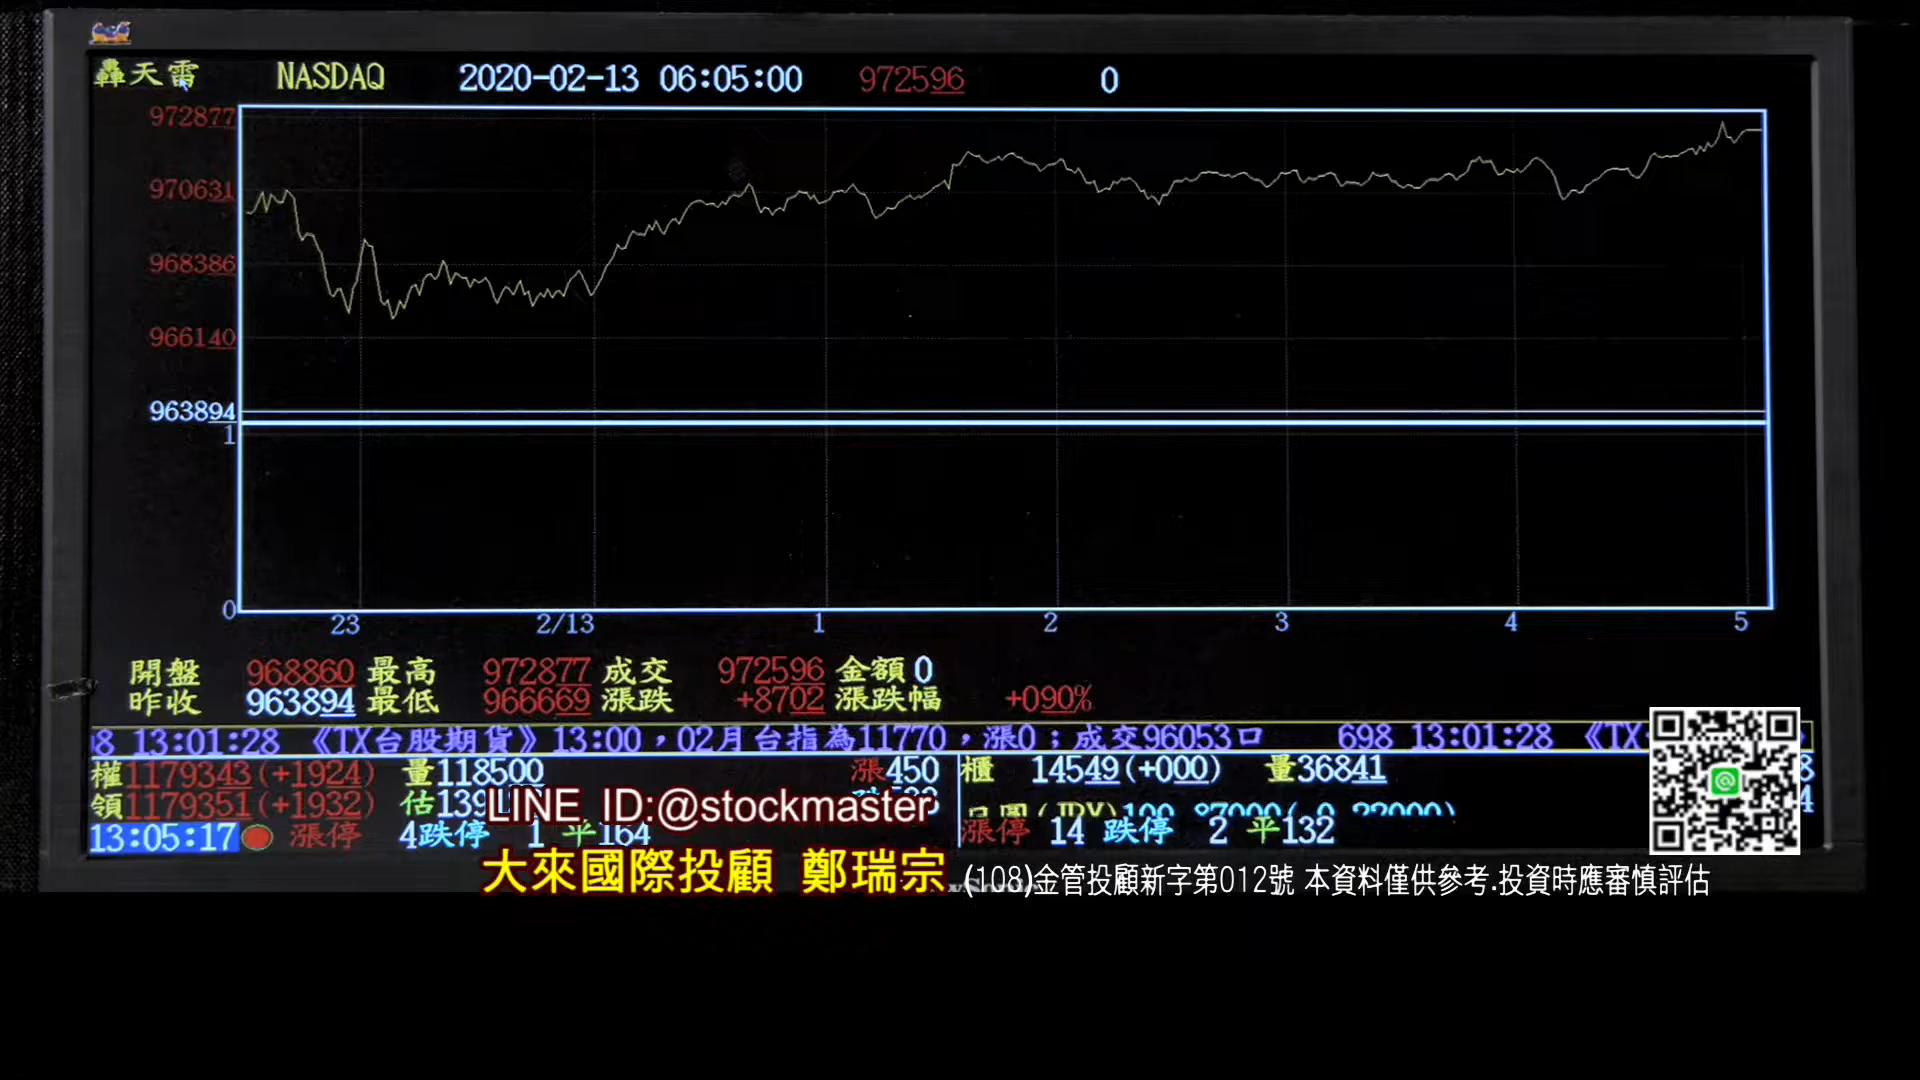 轟天雷 NASDAQ 2020-02-13 06:05:00 972596 0
972877
970631
968386
966140
963894
1
0
23 2/13 1 2 3 4 5
開盤 968860 最高 972877 成交 972596 金額 0
昨收 963894 最低 966669 漲跌 +8702 漲跌幅 +090%
13:01:28 《TX台股期貨》13:00，02月台指為11770，漲0；成交96053口 698 13:01:28 《TX
權1179343(+1924) 量118500 漲450 櫃 14549(+000) 量36841
領1179351(+1932) 估139
LINE ID:@stockmaster
13:05:17 漲停 4跌停 1 平164 漲停 14 跌停 2 平132
大來國際投顧 鄭瑞宗 (108)金管投顧新字第012號 本資料僅供參考.投資時應審慎評估